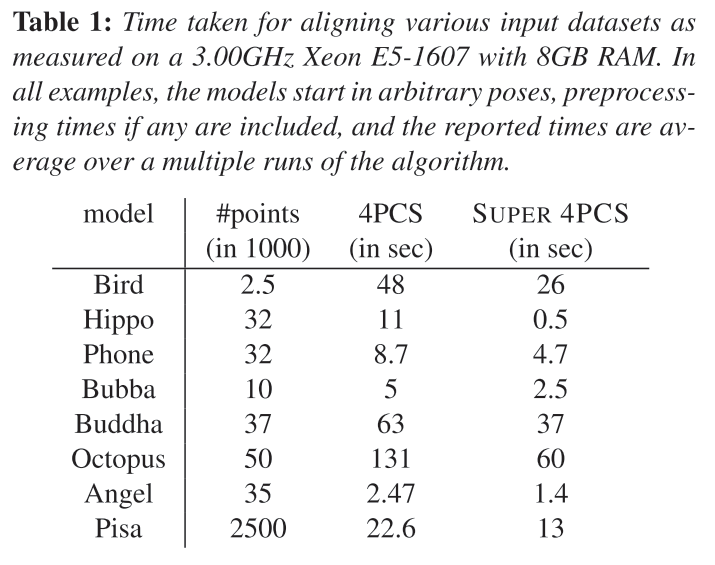 Table 1: Time taken for aligning various input datasets as
measured on a 3.00GHz Xeon E5-1607 with 8GB RAM. In
all examples, the models start in arbitrary poses, preprocess-
ing times if any are included, and the reported times are av-
erage over a multiple runs of the algorithm.
model #points 4PCS SUPER 4PCS
(in 1000) (in sec) (in sec)
Bird 2.5 48 26
Hippo 32 11 0.5
Phone 32 8.7 4.7
Bubba 10 5 2.5
Buddha 37 63 37
Octopus 50 131 60
Angel 35 2.47 1.4
Pisa 2500 22.6 13